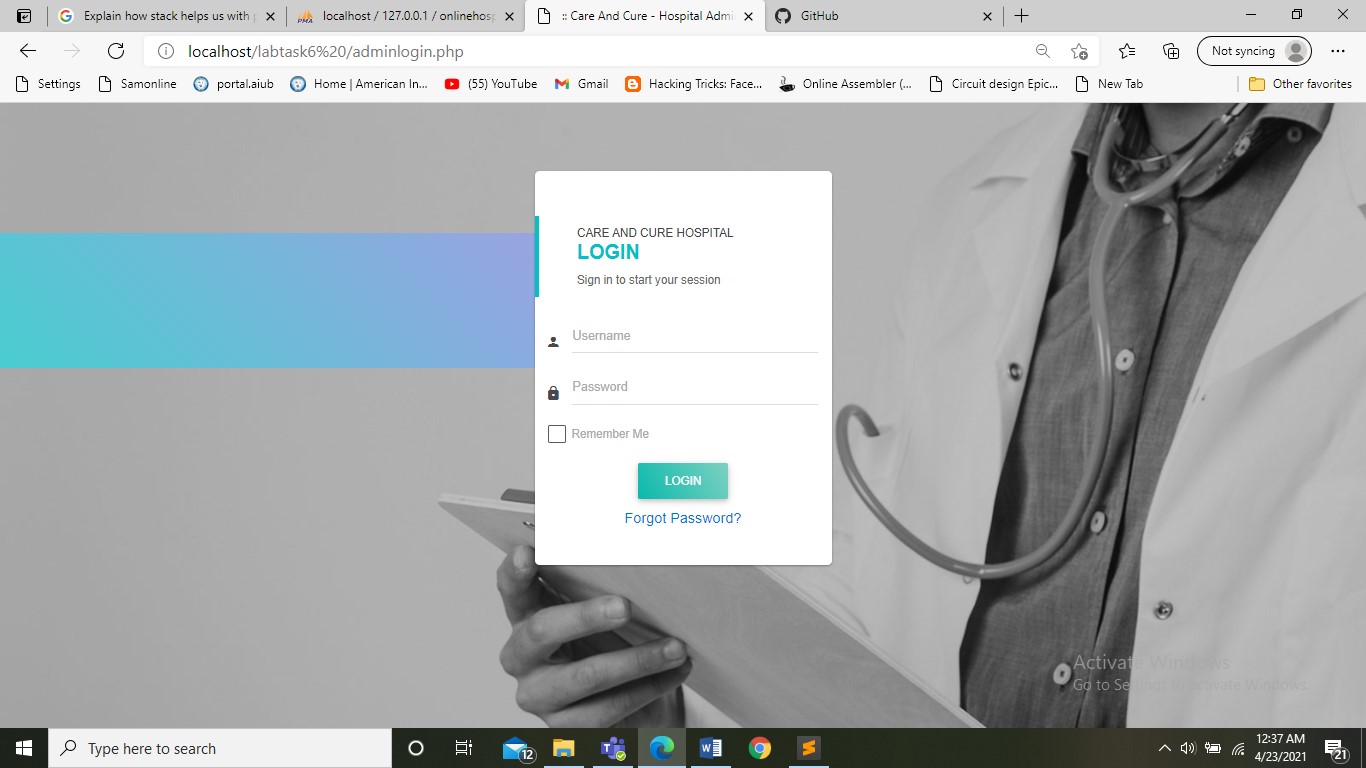 Explain how stack helps us with p
localhost / 127.0.0.1 / onlinehosp
:: Care And Cure - Hospital Admi
GitHub
localhost/labtask6%20/adminlogin.php
Not syncing
Settings
Samonline
portal.aiub
Home | American In...
(55) YouTube
Gmail
Hacking Tricks: Face...
Online Assembler (...
Circuit design Epic...
New Tab
Other favorites
CARE AND CURE HOSPITAL
LOGIN
Sign in to start your session
Username
Password
Remember Me
LOGIN
Forgot Password?
Activate Windows
Go to Settings to activate Windows.
Type here to search
12
12:37 AM
4/23/2021
21